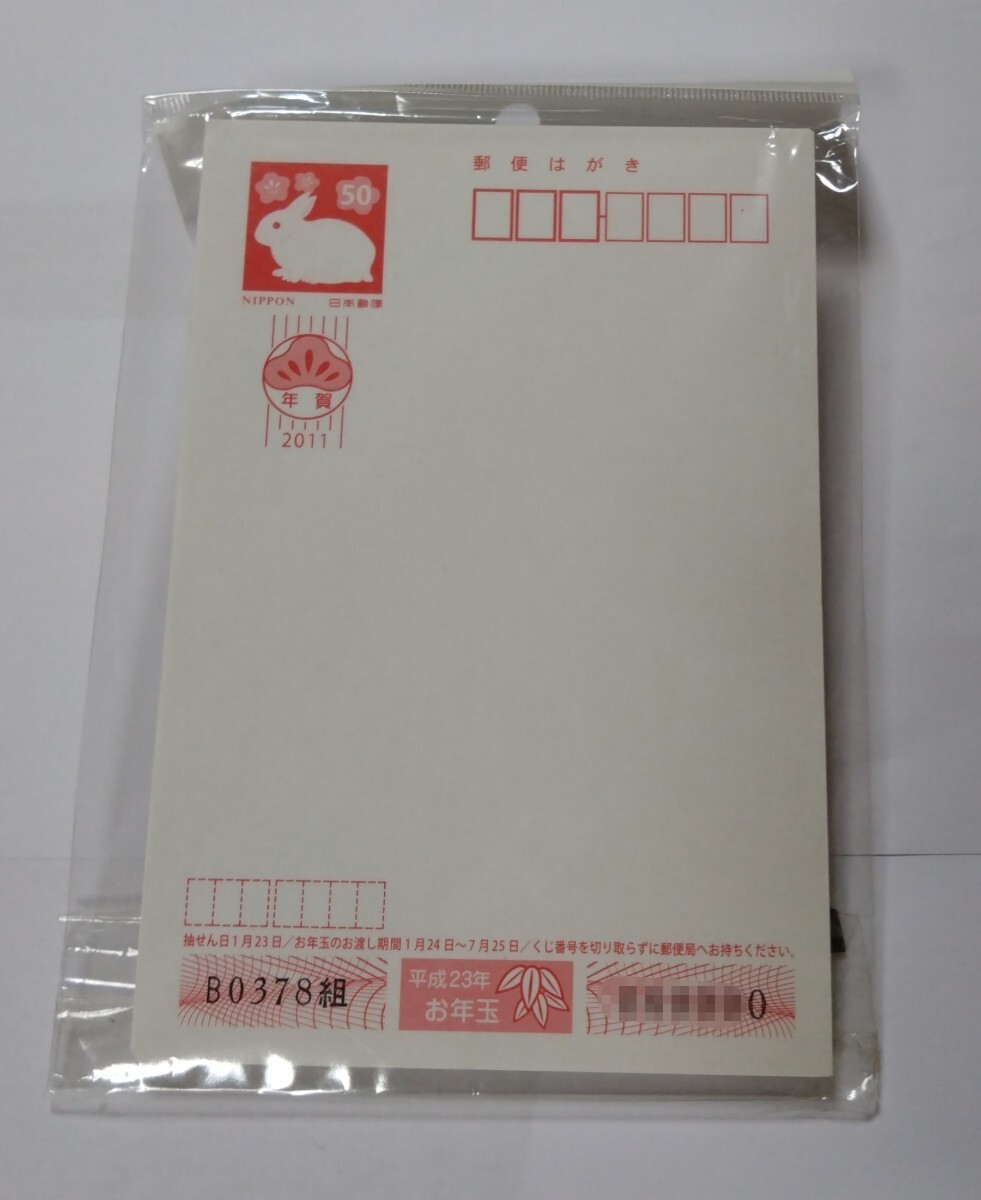 郵便はがき
50
NIPPON 日本郵便
年賀
2011
抽せん日1月23日/お年玉のお渡し期間1月24日~7月25日/くじ番号を切り取らずに郵便局へお持ちください。
B0378組
平成23年
お年玉
0